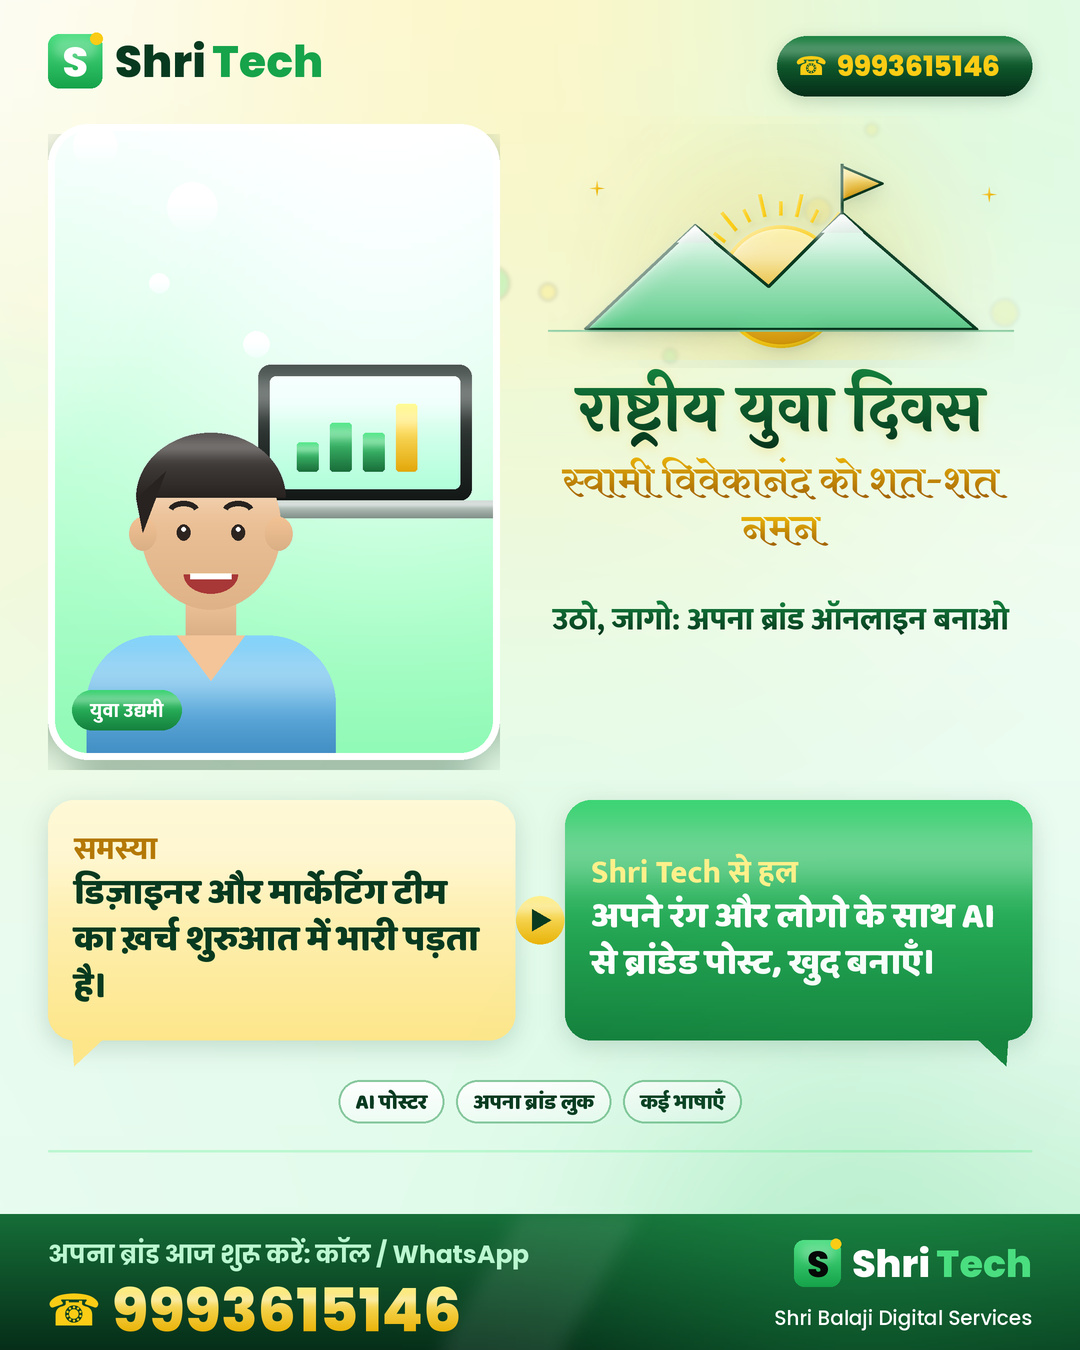 S Shri Tech
☎ 9993615146
राष्ट्रीय युवा दिवस
स्वामी विवेकानंद को शत-शत
नमन
उठो, जागो: अपना ब्रांड ऑनलाइन बनाओ
युवा उद्यमी
समस्या
डिज़ाइनर और मार्केटिंग टीम
का ख़र्च शुरुआत में भारी पड़ता
है।
Shri Tech से हल
अपने रंग और लोगो के साथ AI
से ब्रांडेड पोस्ट, खुद बनाएँ।
AI पोस्टर
अपना ब्रांड लुक
कई भाषाएँ
अपना ब्रांड आज शुरू करें: कॉल / WhatsApp
☎ 9993615146
S Shri Tech
Shri Balaji Digital Services